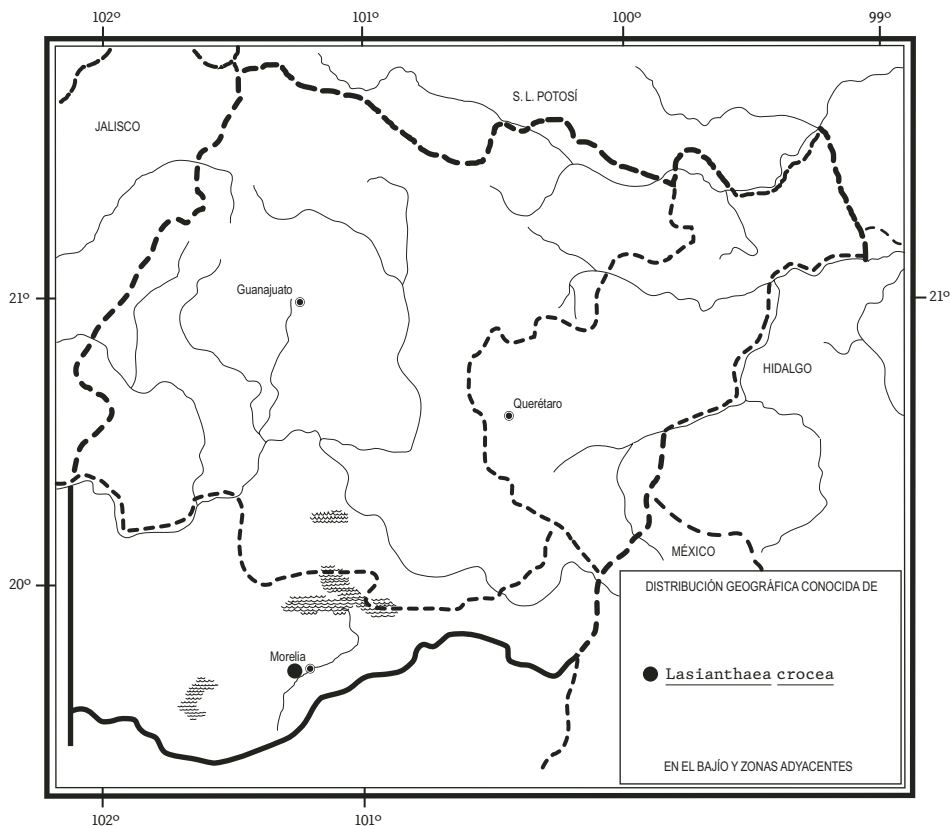 102º 101º 100º 99º
S. L. POTOSÍ
JALISCO
Guanajuato
21º 21º
HIDALGO
Querétaro
MÉXICO
20º
DISTRIBUCIÓN GEOGRÁFICA CONOCIDA DE
Morelia
Lasianthaea crocea
EN EL BAJÍO Y ZONAS ADYACENTES
102º 101º